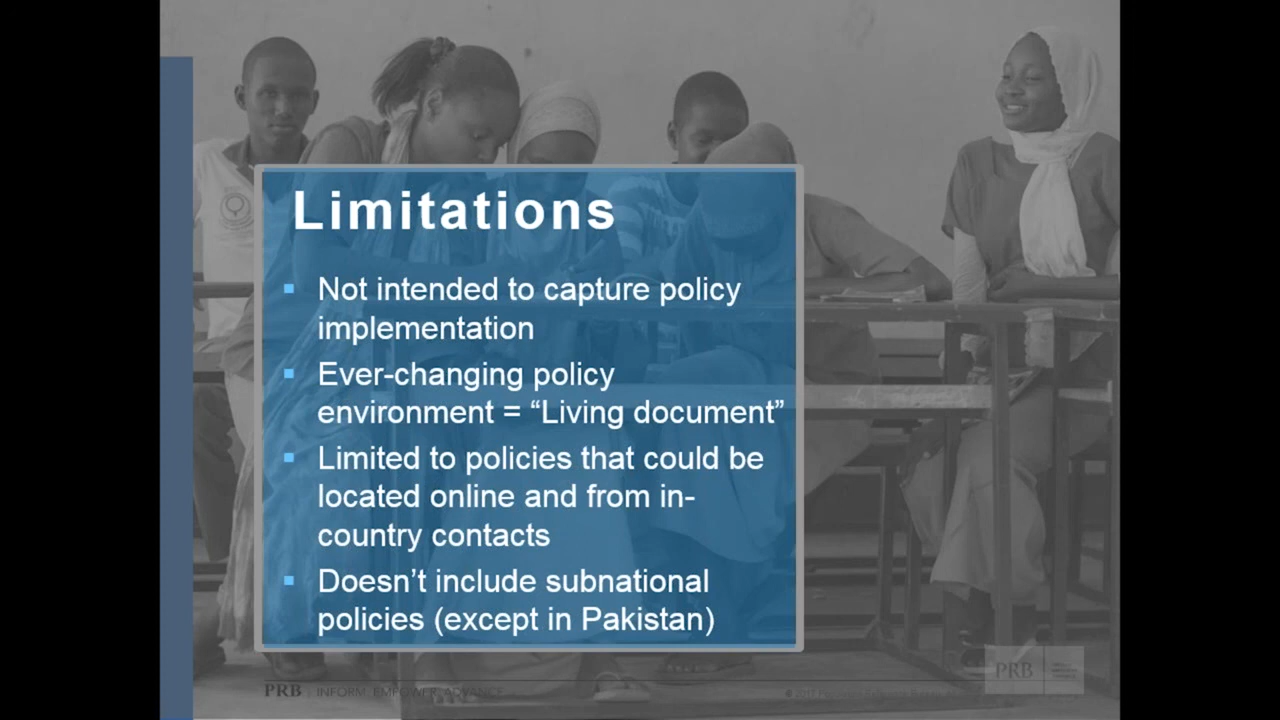 Limitations
Not intended to capture policy
implementation
Ever-changing policy
environment = “Living document”
Limited to policies that could be
located online and from in-
country contacts
Doesn’t include subnational
policies (except in Pakistan)
PRB
PRB | INFORM. EMPOWER. ADVANCE.